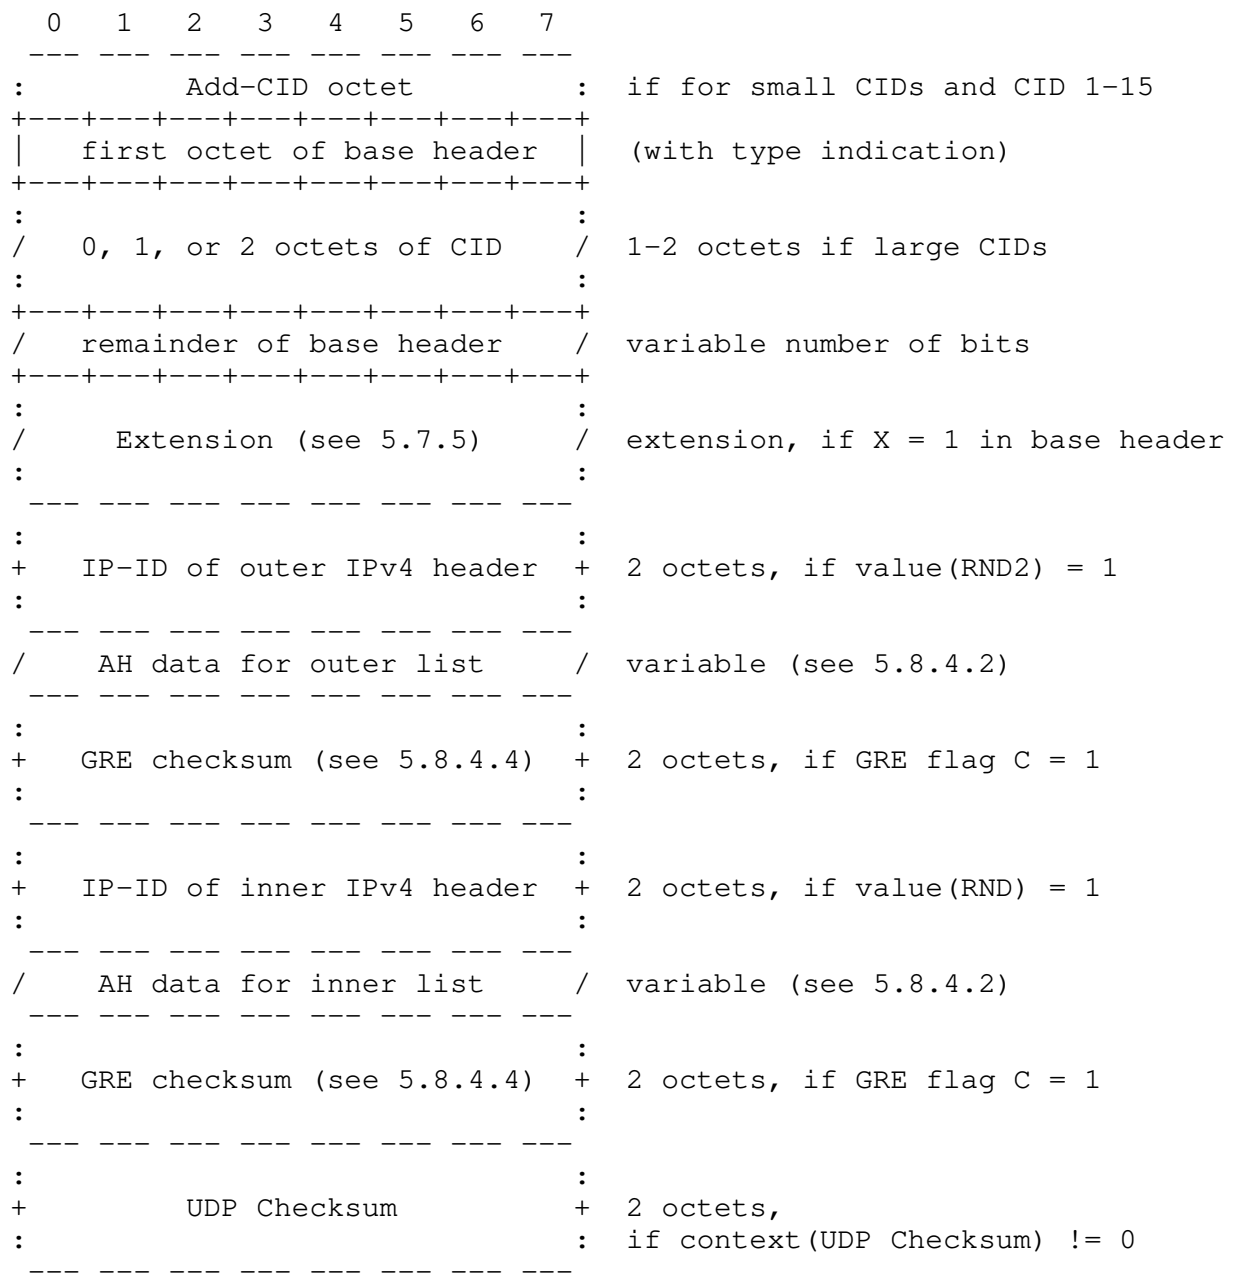 0 1 2 3 4 5 6 7
--- --- --- --- --- --- --- ---
: Add-CID octet : if for small CIDs and CID 1-15
+---+---+---+---+---+---+---+---+
| first octet of base header | (with type indication)
+---+---+---+---+---+---+---+---+
: :
/ 0, 1, or 2 octets of CID / 1-2 octets if large CIDs
: :
+---+---+---+---+---+---+---+---+
/ remainder of base header / variable number of bits
+---+---+---+---+---+---+---+---+
: :
/ Extension (see 5.7.5) / extension, if X = 1 in base header
: :
--- --- --- --- --- --- --- ---
: :
+ IP-ID of outer IPv4 header + 2 octets, if value(RND2) = 1
: :
--- --- --- --- --- --- --- ---
/ AH data for outer list / variable (see 5.8.4.2)
--- --- --- --- --- --- --- ---
: :
+ GRE checksum (see 5.8.4.4) + 2 octets, if GRE flag C = 1
: :
--- --- --- --- --- --- --- ---
: :
+ IP-ID of inner IPv4 header + 2 octets, if value(RND) = 1
: :
--- --- --- --- --- --- --- ---
/ AH data for inner list / variable (see 5.8.4.2)
--- --- --- --- --- --- --- ---
: :
+ GRE checksum (see 5.8.4.4) + 2 octets, if GRE flag C = 1
: :
--- --- --- --- --- --- --- ---
: :
+ UDP Checksum + 2 octets,
: : if context(UDP Checksum) != 0
--- --- --- --- --- --- --- ---